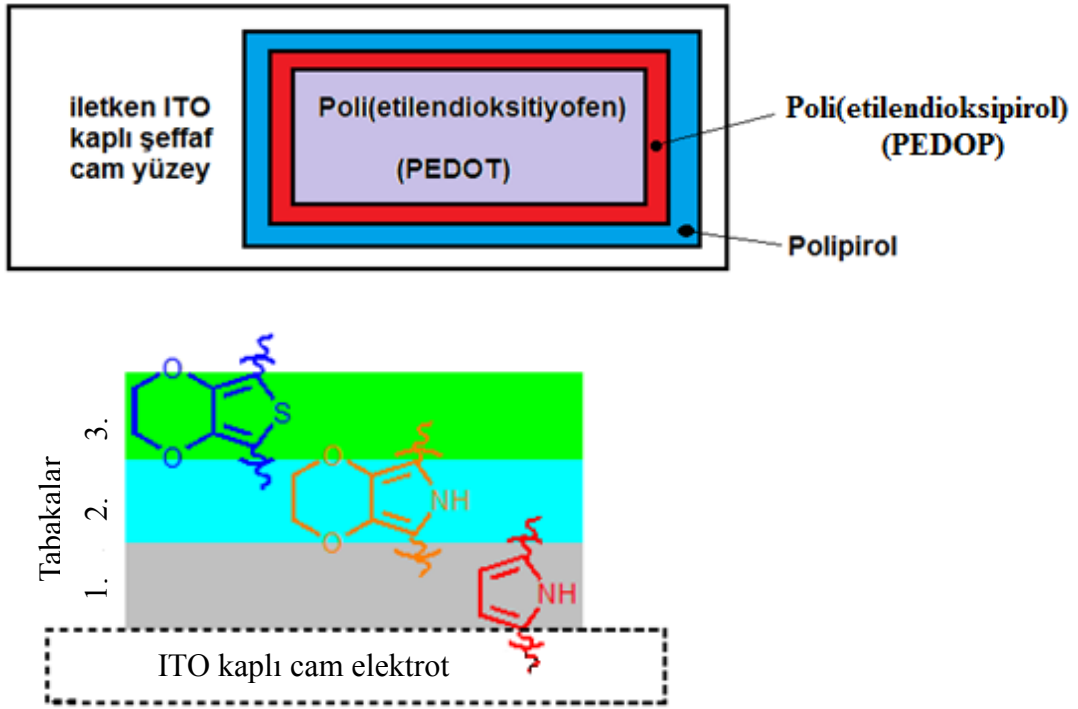 iletken ITO
kaplı şeffaf
cam yüzey
Poli(etilendioksitiyofen)
(PEDOT)
Poli(etilendioksipirol)
(PEDOP)
Polipirol
Tabakalar
3.
2.
1.
O
O
S
O
O
NH
NH
ITO kaplı cam elektrot